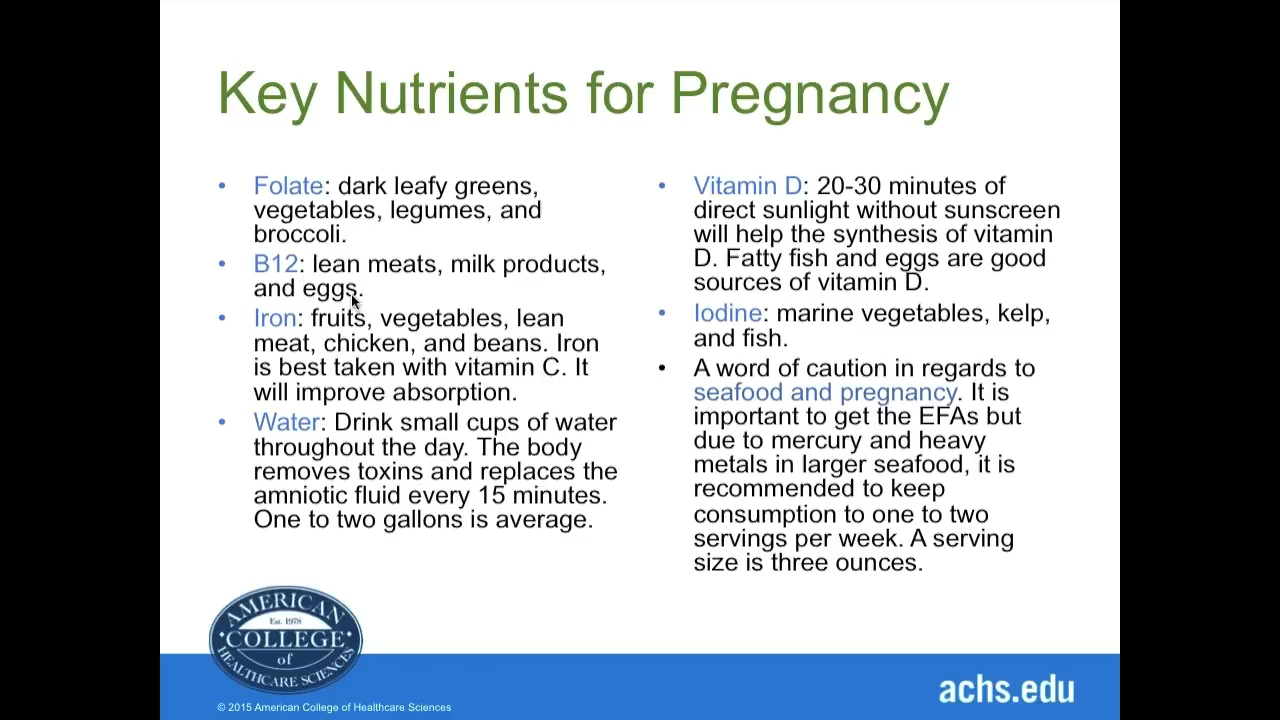 Key Nutrients for Pregnancy
• Folate: dark leafy greens,
vegetables, legumes, and
broccoli.
• B12: lean meats, milk products,
and eggs.
• Iron: fruits, vegetables, lean
meat, chicken, and beans. Iron
is best taken with vitamin C. It
will improve absorption.
• Water: Drink small cups of water
throughout the day. The body
removes toxins and replaces the
amniotic fluid every 15 minutes.
One to two gallons is average.
• Vitamin D: 20-30 minutes of
direct sunlight without sunscreen
will help the synthesis of vitamin
D. Fatty fish and eggs are good
sources of vitamin D.
• Iodine: marine vegetables, kelp,
and fish.
• A word of caution in regards to
seafood and pregnancy. It is
important to get the EFAs but
due to mercury and heavy
metals in larger seafood, it is
recommended to keep
consumption to one to two
servings per week. A serving
size is three ounces.
AMERICAN
Est. 1978
COLLEGE
of
HEALTHCARE SCIENCES
achs.edu
© 2015 American College of Healthcare Sciences